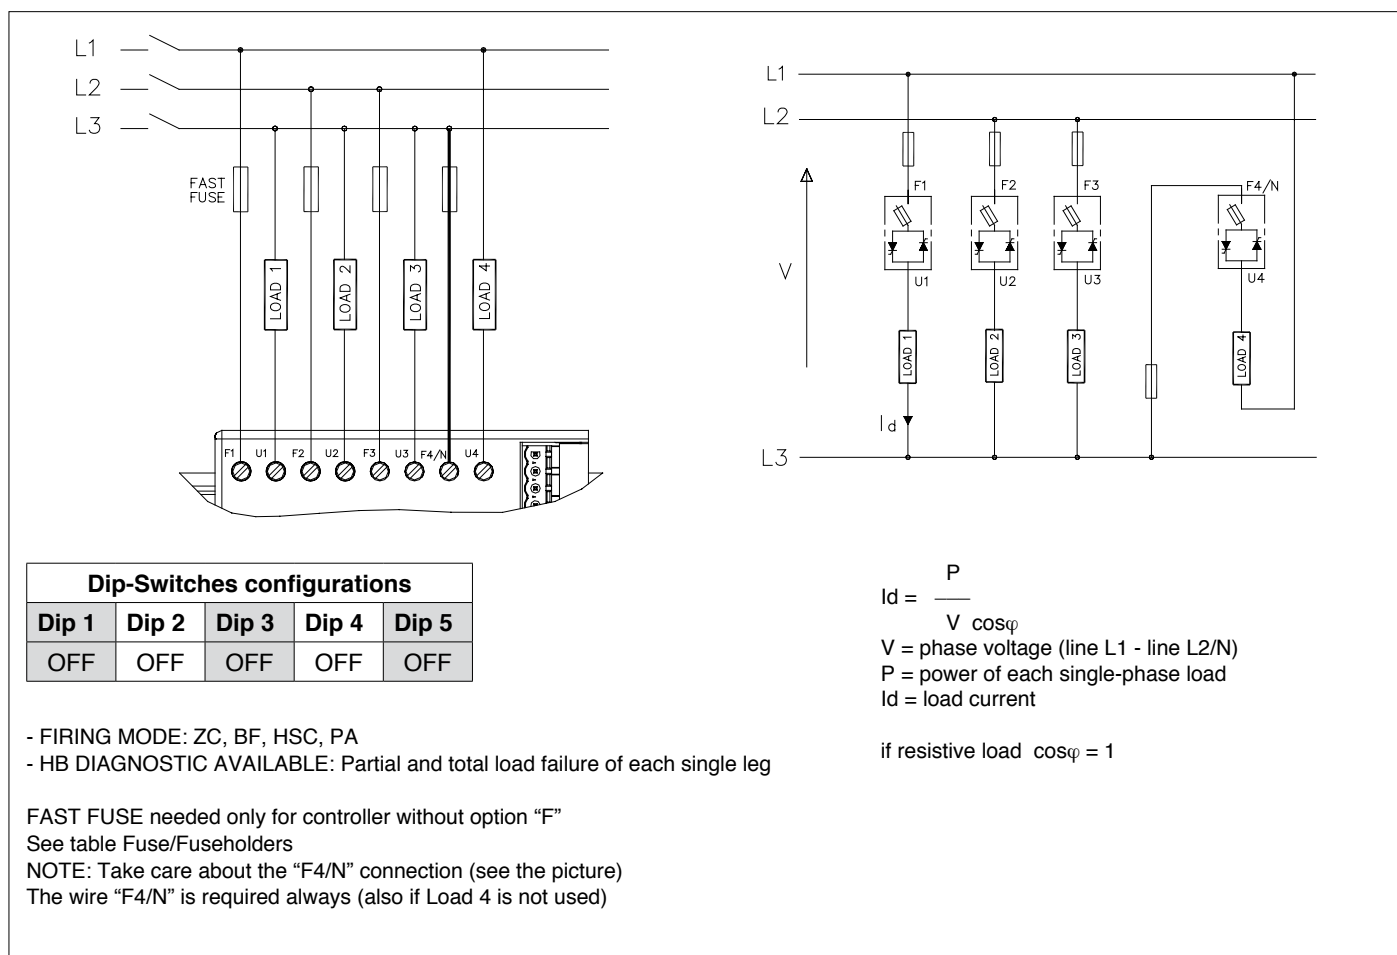 L1
L2
L3
FAST
FUSE
LOAD 1
LOAD 2
LOAD 3
LOAD 4
F1
U1
F2
U2
F3
U3
F4/N
U4
L1
L2
F1
F2
F3
F4/N
V
U1
U2
U3
U4
LOAD 1
LOAD 2
LOAD 3
LOAD 4
Id
L3
Dip-Switches configurations
Dip 1 Dip 2 Dip 3 Dip 4 Dip 5
OFF OFF OFF OFF OFF
- FIRING MODE: ZC, BF, HSC, PA
- HB DIAGNOSTIC AVAILABLE: Partial and total load failure of each single leg
FAST FUSE needed only for controller without option “F”
See table Fuse/Fuseholders
NOTE: Take care about the “F4/N” connection (see the picture)
The wire “F4/N” is required always (also if Load 4 is not used)
P
Id = ——
V cosφ
V = phase voltage (line L1 - line L2/N)
P = power of each single-phase load
Id = load current
if resistive load cosφ = 1